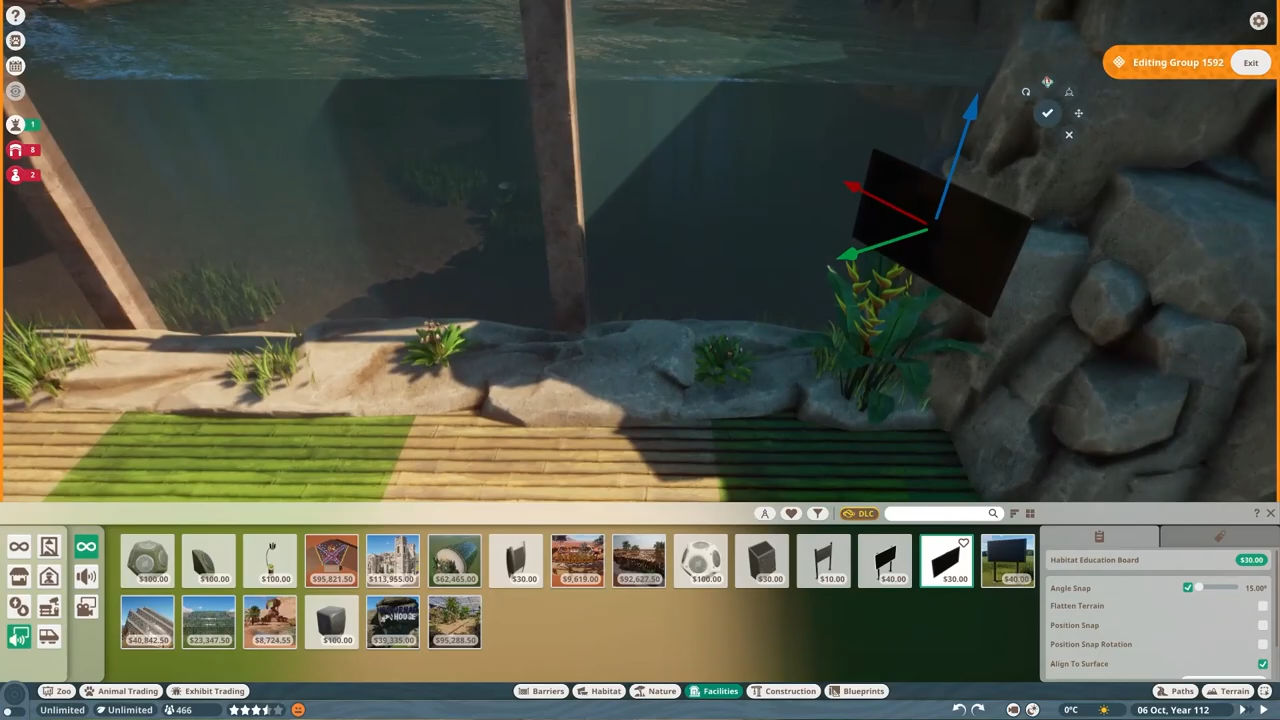 ?
Editing Group 1592
Exit
1
8
2
A
DLC
? ×
$100.00
$100.00
$100.00
$95,821.50
$113,955.00
$62,465.00
$30.00
$9,619.00
$92,627.50
$100.00
$30.00
$10.00
$40.00
$30.00
$40.00
$40,842.50
$23,347.50
$8,724.55
$100.00
$39,335.00
$95,288.50
Habitat Education Board
$30.00
Angle Snap
15.00°
Flatten Terrain
Position Snap
Position Snap Rotation
Align To Surface
Zoo
Animal Trading
Exhibit Trading
Barriers
Habitat
Nature
Facilities
Construction
Blueprints
Paths
Terrain
Unlimited
Unlimited
466
0°C
06 Oct, Year 112